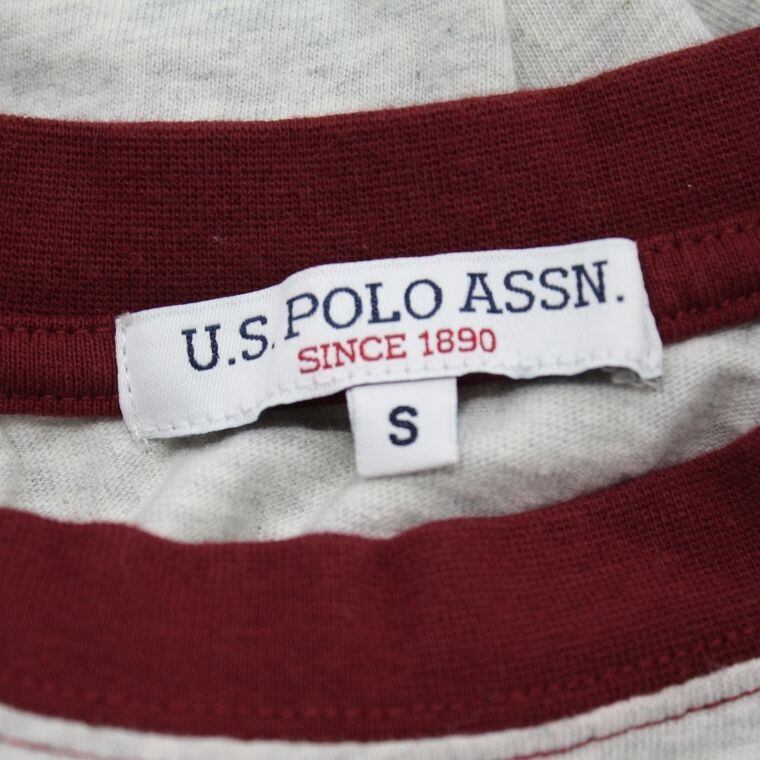 U.S. POLO ASSN.
SINCE 1890
S